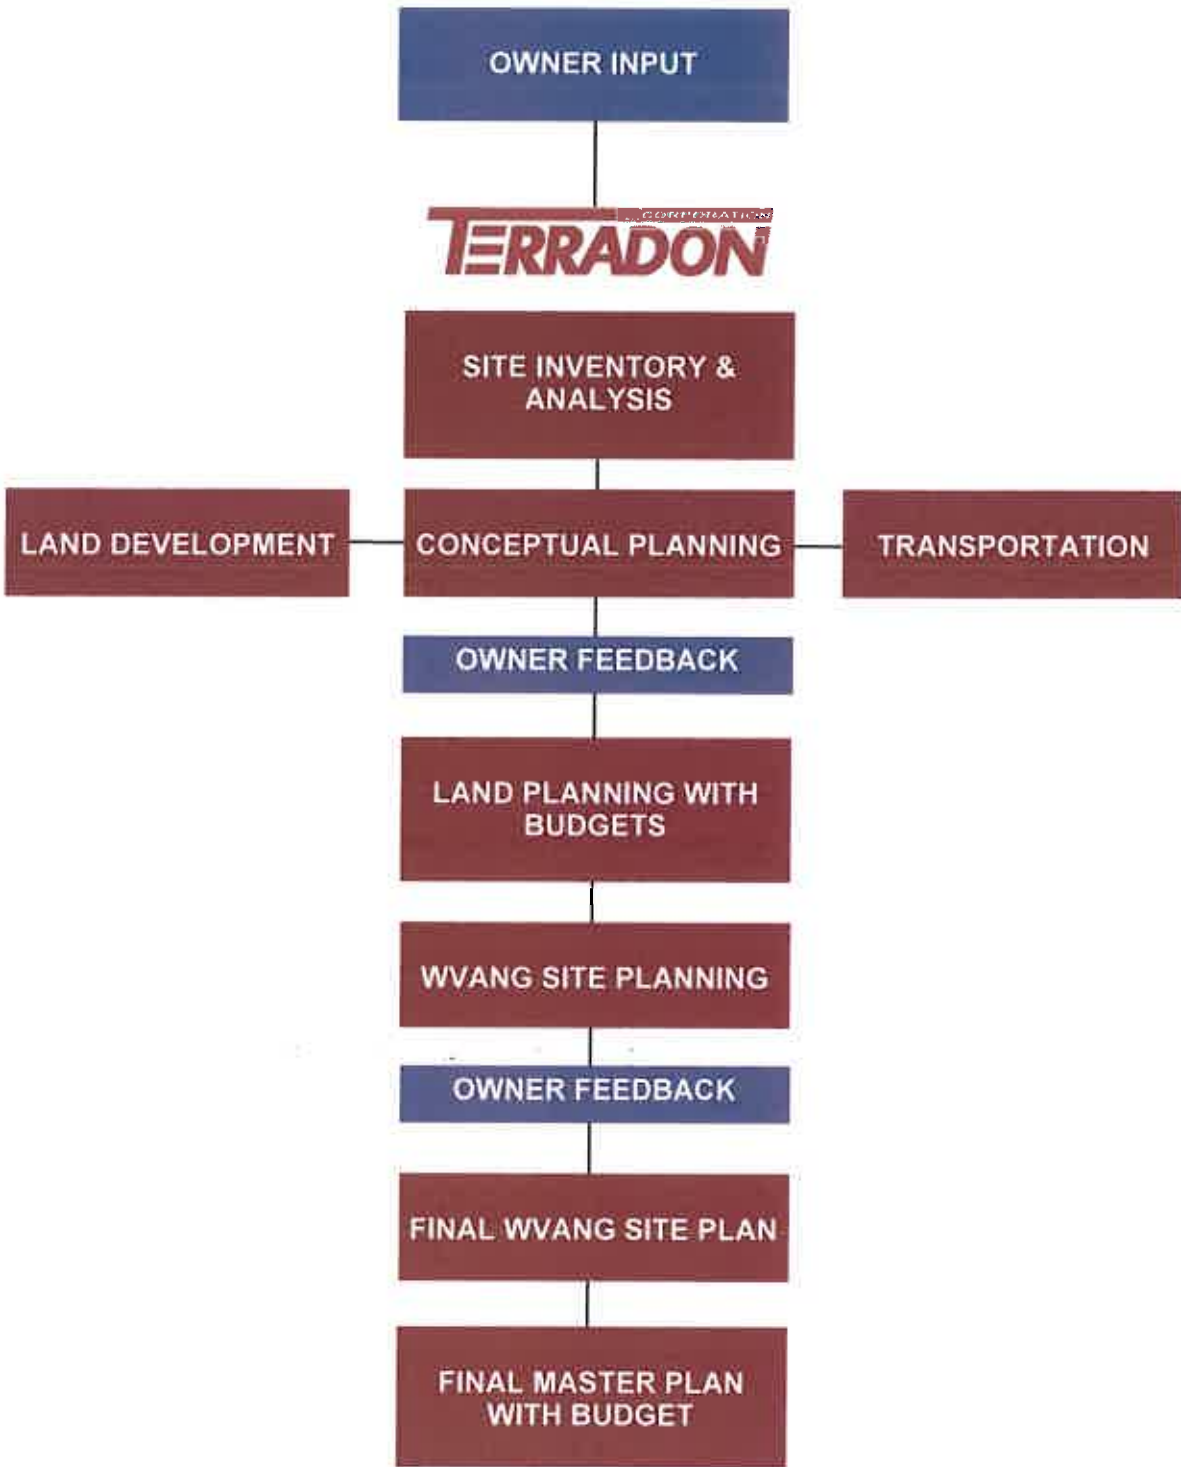 OWNER INPUT
CORPORATION
TERRADON
SITE INVENTORY &
ANALYSIS
LAND DEVELOPMENT
CONCEPTUAL PLANNING
TRANSPORTATION
OWNER FEEDBACK
LAND PLANNING WITH
BUDGETS
WVANG SITE PLANNING
OWNER FEEDBACK
FINAL WVANG SITE PLAN
FINAL MASTER PLAN
WITH BUDGET